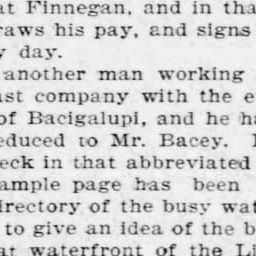 at Finnegan, and in tha
raws his pay, and signs
y day.
another man working
ast company with the e
of Bacigalupi, and he ha
educed to Mr. Bacey.
eck in that abbreviated
ample page has been
irectory of the busy wat
to give an idea of the b
at waterfront of the Li